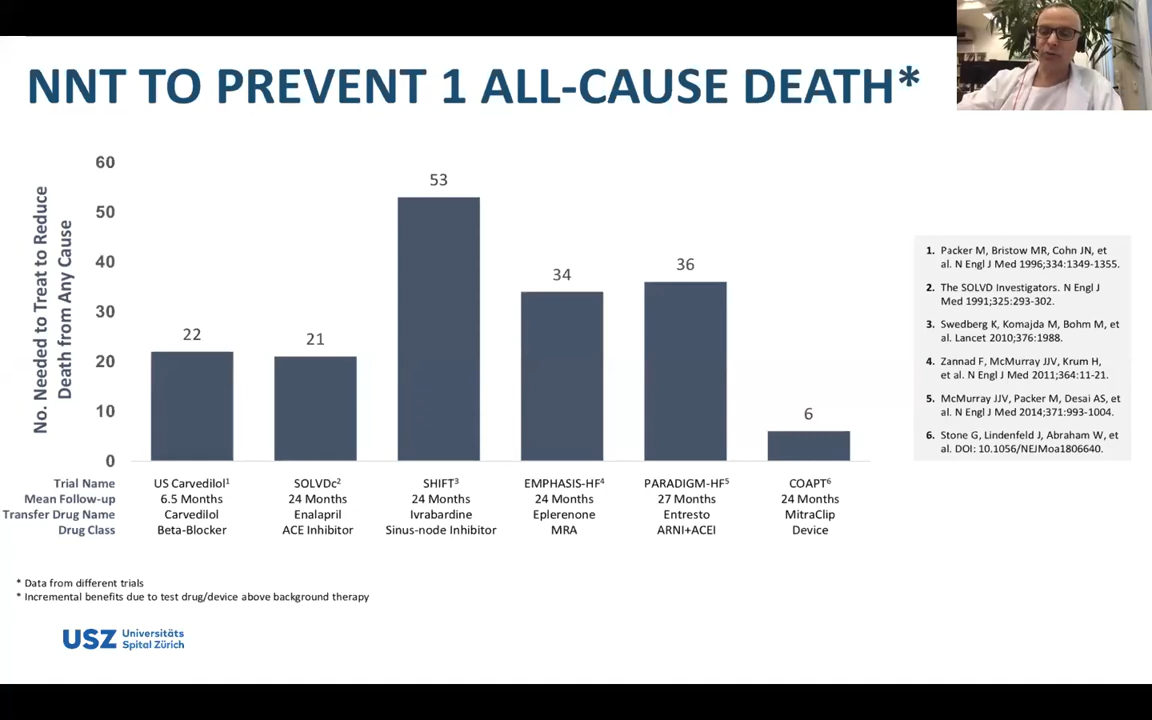 NNT TO PREVENT 1 ALL-CAUSE DEATH*
No. Needed to Treat to Reduce
Death from Any Cause
60
50
40
30
20
10
0
22
21
53
34
36
6
Trial Name US Carvedilol¹ SOLVDc² SHIFT³ EMPHASIS-HF⁴ PARADIGM-HF⁵ COAPT⁶
Mean Follow-up 6.5 Months 24 Months 24 Months 24 Months 27 Months 24 Months
Transfer Drug Name Carvedilol Enalapril Ivrabardine Eplerenone Entresto MitraClip
Drug Class Beta-Blocker ACE Inhibitor Sinus-node Inhibitor MRA ARNI+ACEI Device
1. Packer M, Bristow MR, Cohn JN, et
al. N Engl J Med 1996;334:1349-1355.
2. The SOLVD Investigators. N Engl J
Med 1991;325:293-302.
3. Swedberg K, Komajda M, Bohm M, et
al. Lancet 2010;376:1988.
4. Zannad F, McMurray JJV, Krum H,
et al. N Engl J Med 2011;364:11-21.
5. McMurray JJV, Packer M, Desai AS, et
al. N Engl J Med 2014;371:993-1004.
6. Stone G, Lindenfeld J, Abraham W, et
al. DOI: 10.1056/NEJMoa1806640.
* Data from different trials
* Incremental benefits due to test drug/device above background therapy
USZ Universitäts
Spital Zürich